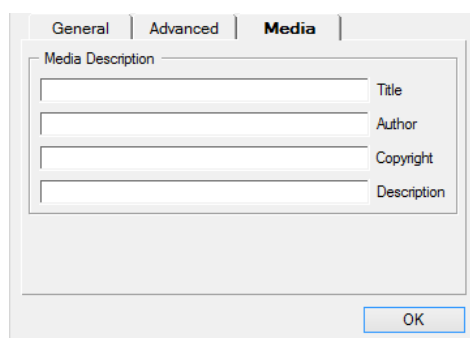 General Advanced Media
Media Description
Title
Author
Copyright
Description
OK